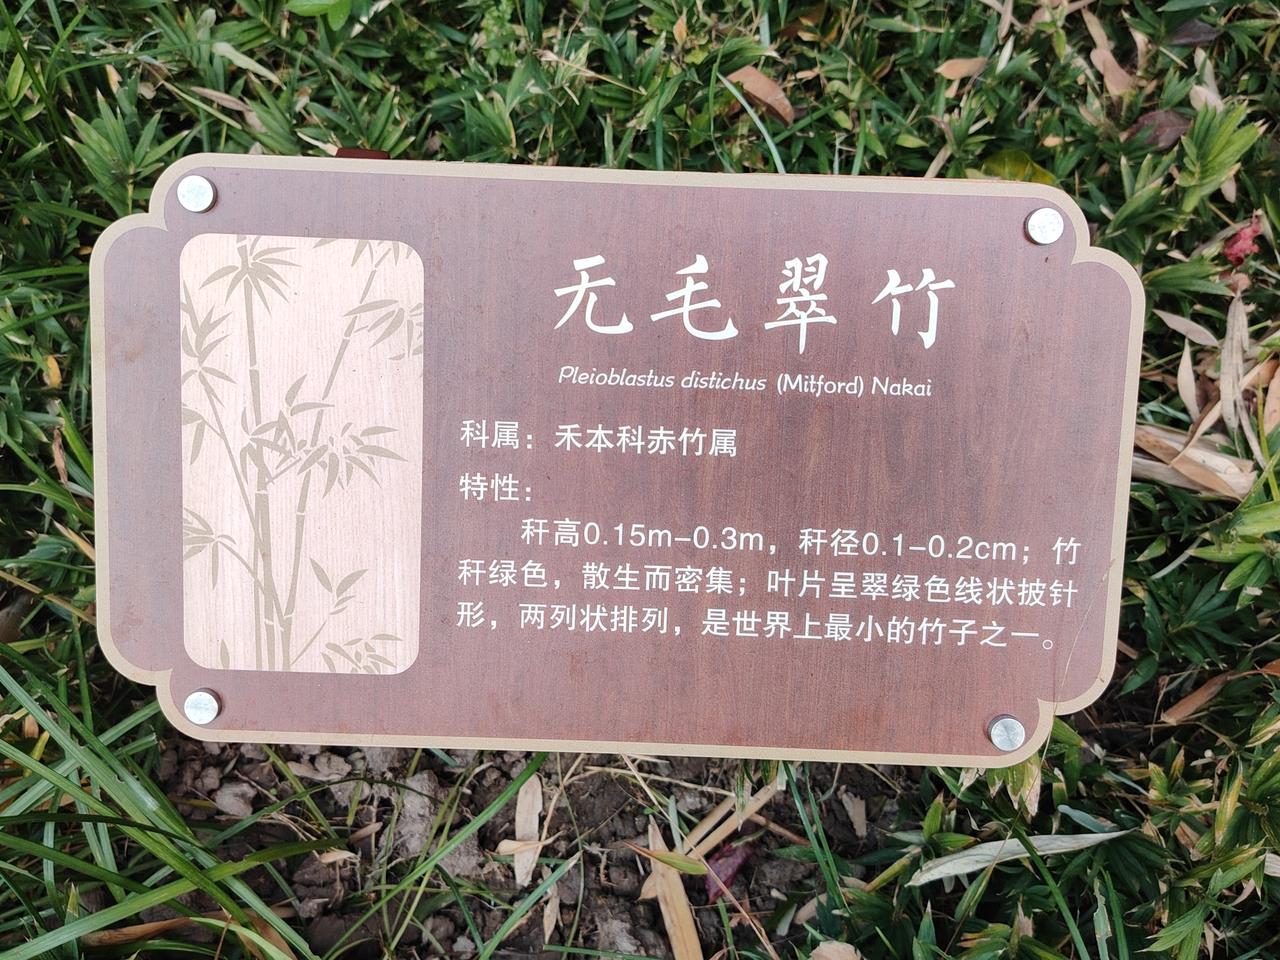 无毛翠竹
Pleioblastus distichus (Mitford) Nakai
科属：禾本科赤竹属
特性：
秆高0.15m-0.3m，秆径0.1-0.2cm；竹
秆绿色，散生而密集；叶片呈翠绿色线状披针
形，两列状排列，是世界上最小的竹子之一。